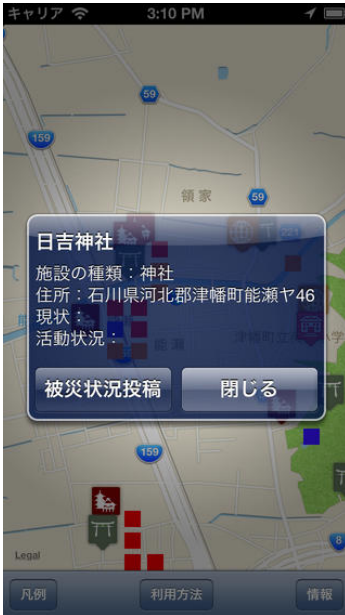 キャリア 3:10 PM
59
159
領家
59
日吉神社
施設の種類：神社
住所：石川県河北郡津幡町能瀬ヤ46
現状：
活動状況：
能瀬
被災状況投稿 閉じる
159
8
Legal
凡例 利用方法 情報